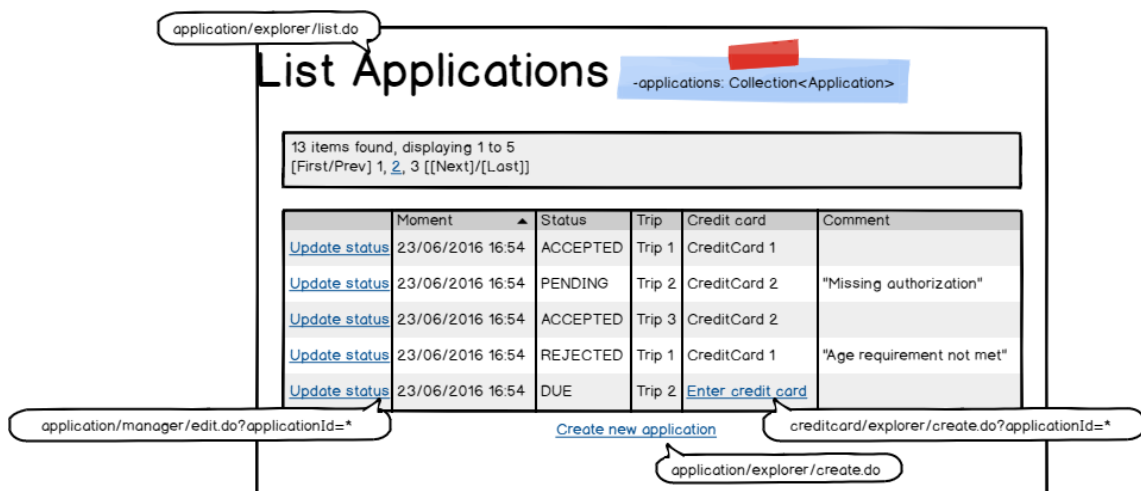 application/explorer/list.do
List Applications
-applications: Collection<Application>
13 items found, displaying 1 to 5
[First/Prev] 1, 2, 3 [[Next]/[Last]]
Moment Status Trip Credit card Comment
Update status 23/06/2016 16:54 ACCEPTED Trip 1 CreditCard 1
Update status 23/06/2016 16:54 PENDING Trip 2 CreditCard 2 "Missing authorization"
Update status 23/06/2016 16:54 ACCEPTED Trip 3 CreditCard 2
Update status 23/06/2016 16:54 REJECTED Trip 1 CreditCard 1 "Age requirement not met"
Update status 23/06/2016 16:54 DUE Trip 2 Enter credit card
application/manager/edit.do?applicationId=*
Create new application
creditcard/explorer/create.do?applicationId=*
application/explorer/create.do